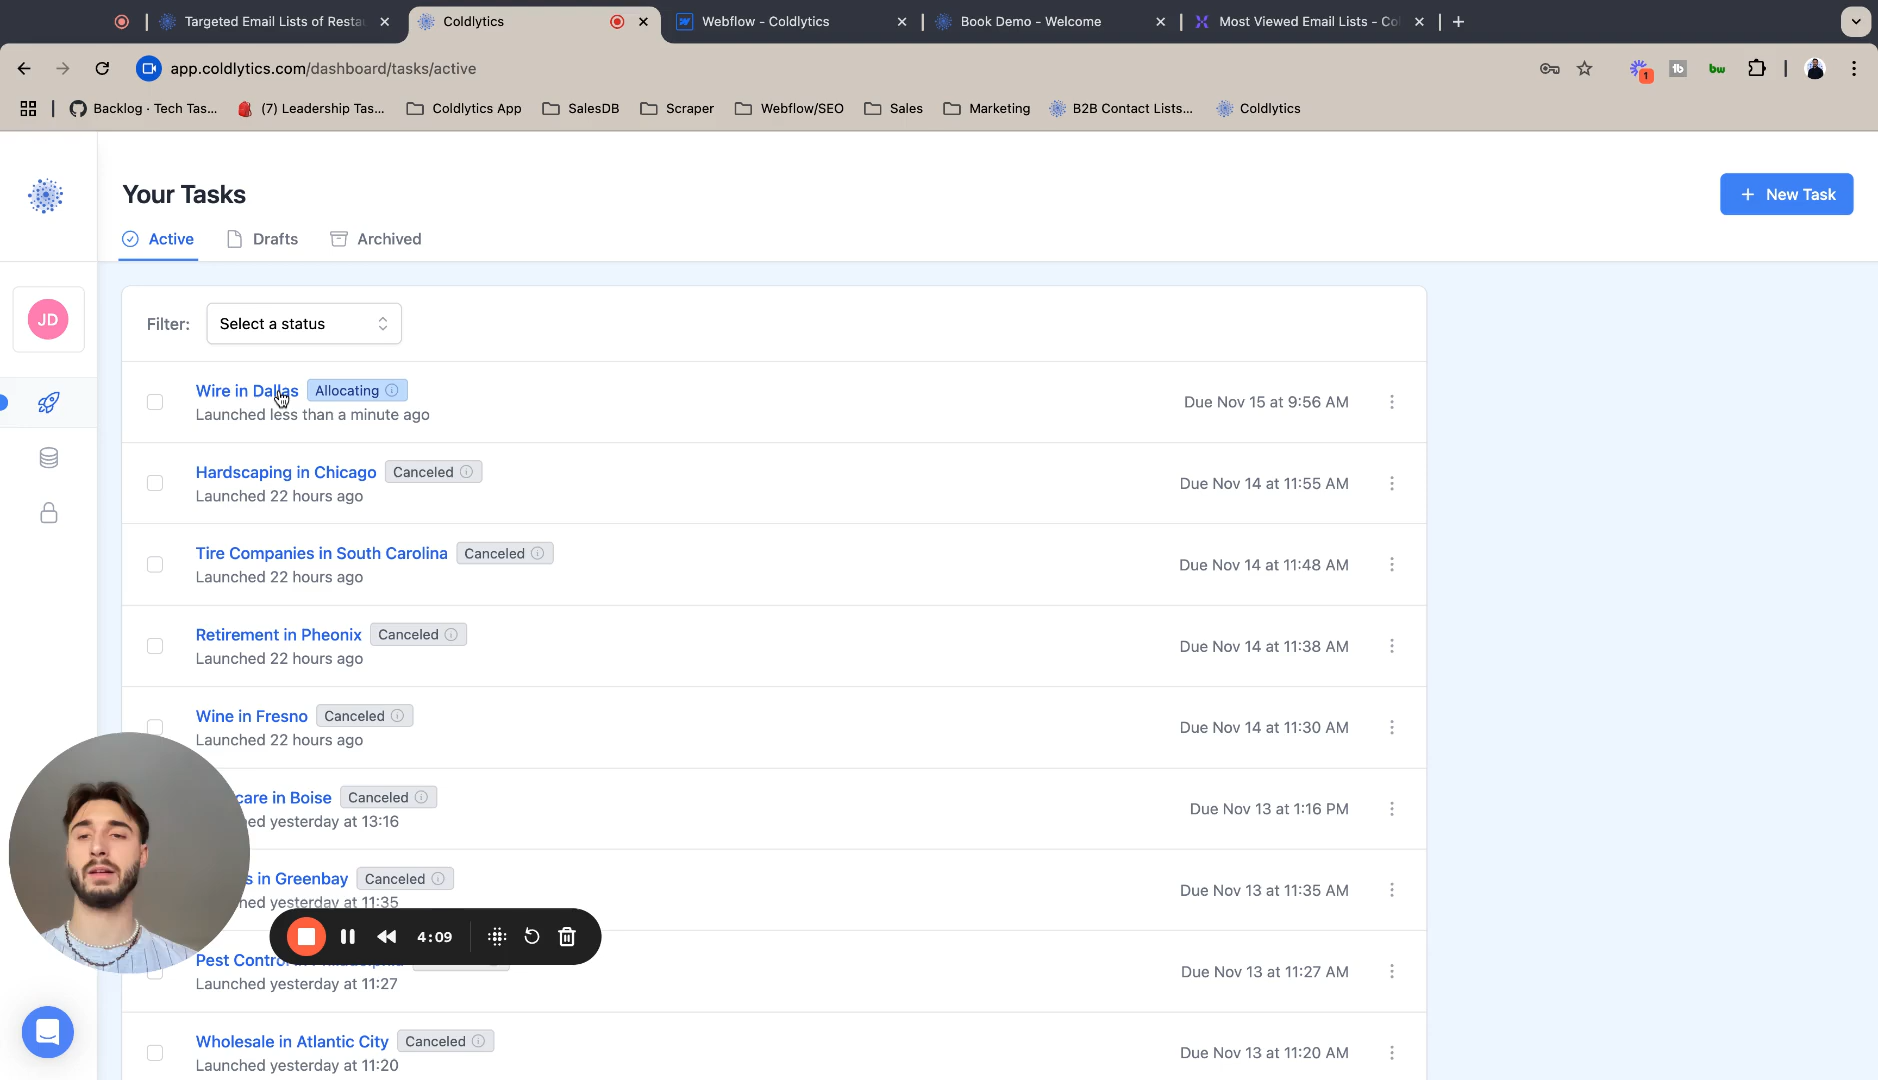 Targeted Email Lists of Resta
Coldlytics
Webflow - Coldlytics
Book Demo - Welcome
Most Viewed Email Lists - Co
app.coldlytics.com/dashboard/tasks/active
1
tb
bw
Backlog · Tech Tas...
(7) Leadership Tas...
Coldlytics App
SalesDB
Scraper
Webflow/SEO
Sales
Marketing
B2B Contact Lists...
Coldlytics
Your Tasks
New Task
Active
Drafts
Archived
JD
Filter:
Select a status
Wire in Dallas
Allocating
Launched less than a minute ago
Due Nov 15 at 9:56 AM
Hardscaping in Chicago
Canceled
Launched 22 hours ago
Due Nov 14 at 11:55 AM
Tire Companies in South Carolina
Canceled
Launched 22 hours ago
Due Nov 14 at 11:48 AM
Retirement in Pheonix
Canceled
Launched 22 hours ago
Due Nov 14 at 11:38 AM
Wine in Fresno
Canceled
Launched 22 hours ago
Due Nov 14 at 11:30 AM
care in Boise
Canceled
ed yesterday at 13:16
Due Nov 13 at 1:16 PM
s in Greenbay
Canceled
ned yesterday at 11:35
Due Nov 13 at 11:35 AM
4:09
Pest Contro
Launched yesterday at 11:27
Due Nov 13 at 11:27 AM
Wholesale in Atlantic City
Canceled
Launched yesterday at 11:20
Due Nov 13 at 11:20 AM